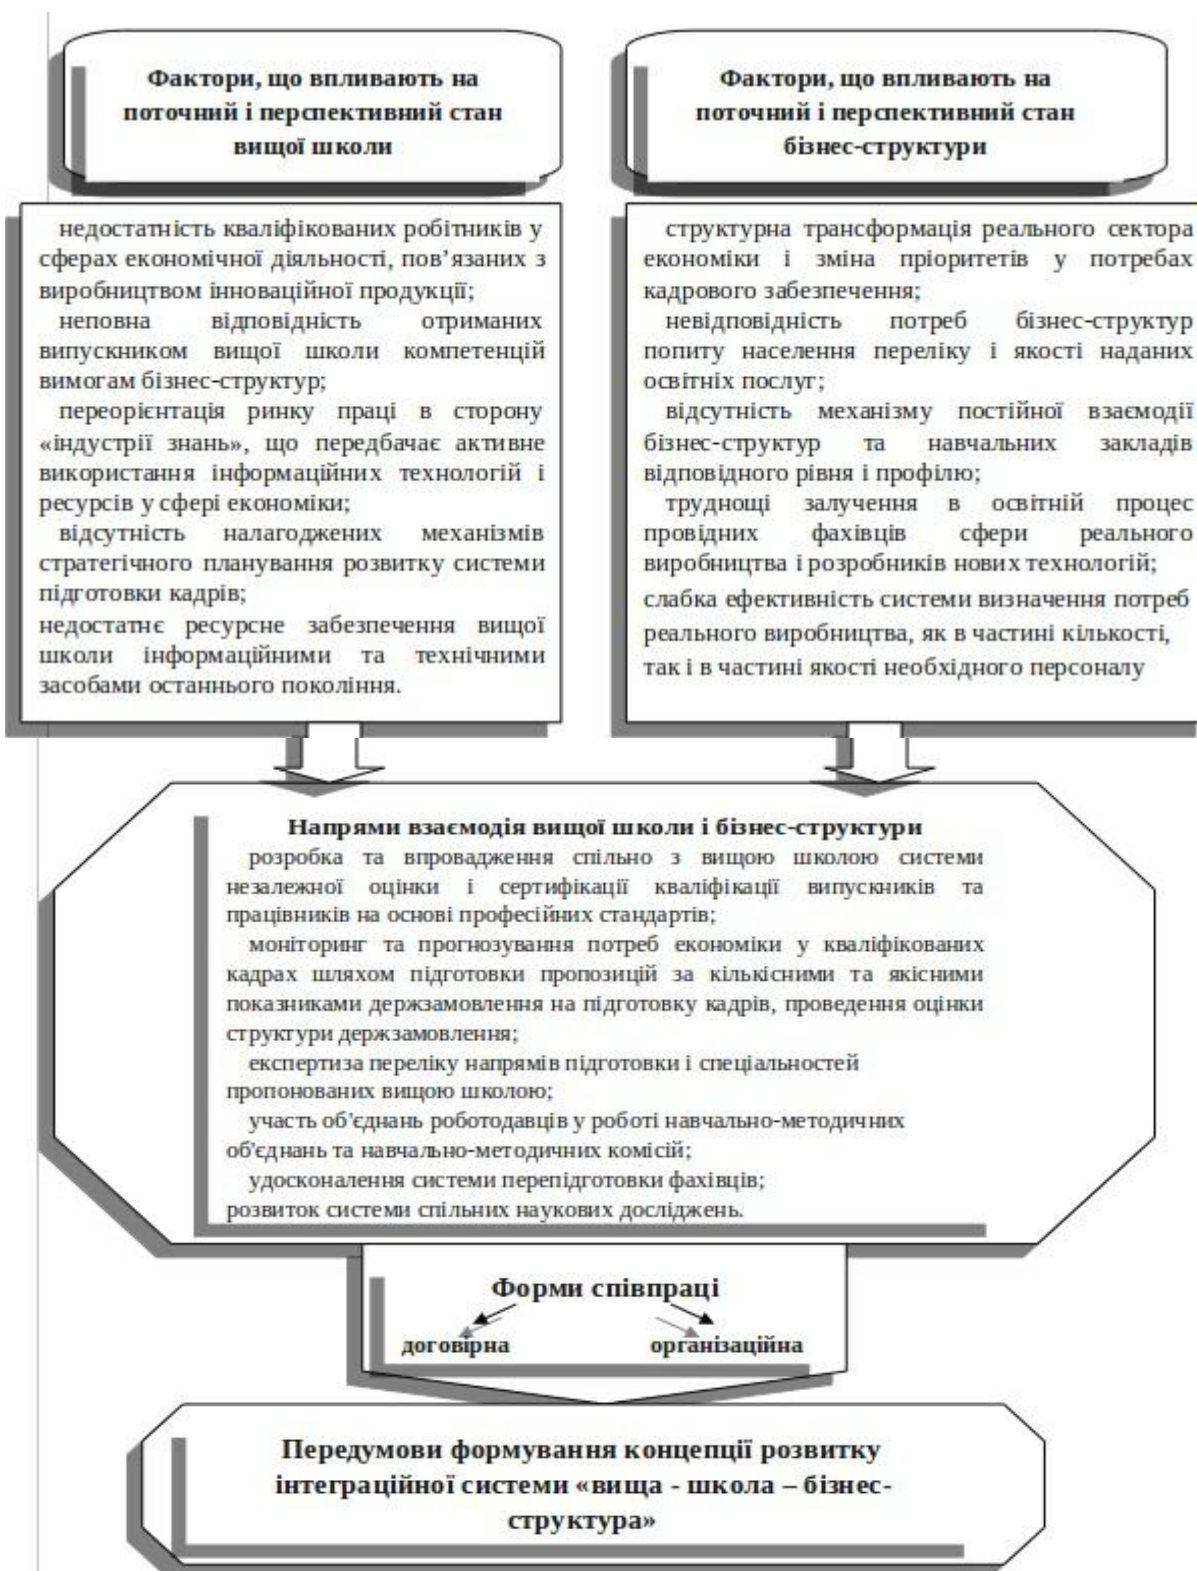 Фактори, що впливають на
поточний і перспективний стан
вищої школи
недостатність кваліфікованих робітників у
сферах економічної діяльності, пов’язаних з
виробництвом інноваційної продукції;
неповна відповідність отриманих
випускником вищої школи компетенцій
вимогам бізнес-структур;
переорієнтація ринку праці в сторону
«індустрії знань», що передбачає активне
використання інформаційних технологій і
ресурсів у сфері економіки;
відсутність налагоджених механізмів
стратегічного планування розвитку системи
підготовки кадрів;
недостатнє ресурсне забезпечення вищої
школи інформаційними та технічними
засобами останнього покоління.
Фактори, що впливають на
поточний і перспективний стан
бізнес-структури
структурна трансформація реального сектора
економіки і зміна пріоритетів у потребах
кадрового забезпечення;
невідповідність потреб бізнес-структур
попиту населення переліку і якості наданих
освітніх послуг;
відсутність механізму постійної взаємодії
бізнес-структур та навчальних закладів
відповідного рівня і профілю;
труднощі залучення в освітній процес
провідних фахівців сфери реального
виробництва і розробників нових технологій;
слабка ефективність системи визначення потреб
реального виробництва, як в частині кількості,
так і в частині якості необхідного персоналу
Напрями взаємодія вищої школи і бізнес-структури
розробка та впровадження спільно з вищою школою системи
незалежної оцінки і сертифікації кваліфікації випускників та
працівників на основі професійних стандартів;
моніторинг та прогнозування потреб економіки у кваліфікованих
кадрах шляхом підготовки пропозицій за кількісними та якісними
показниками держзамовлення на підготовку кадрів, проведення оцінки
структури держзамовлення;
експертиза переліку напрямів підготовки і спеціальностей
пропонованих вищою школою;
участь об'єднань роботодавців у роботі навчально-методичних
об'єднань та навчально-методичних комісій;
удосконалення системи перепідготовки фахівців;
розвиток системи спільних наукових досліджень.
Форми співпраці
договірна організаційна
Передумови формування концепції розвитку
інтеграційної системи «вища - школа – бізнес-
структура»